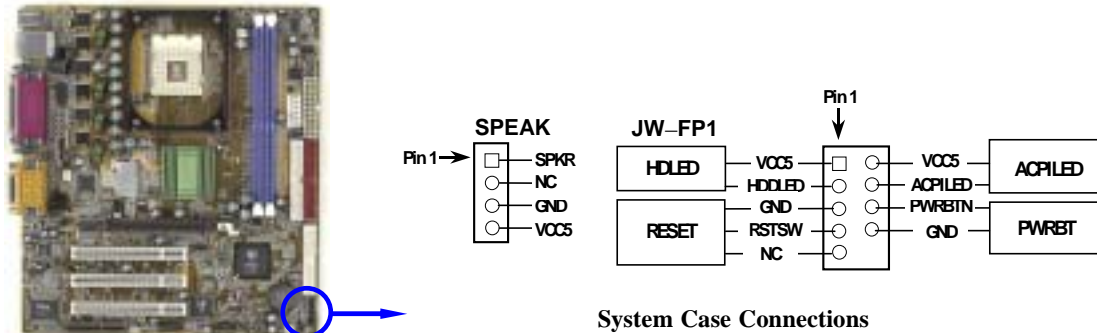 Pin 1
SPEAK
JW–FP1
Pin 1
SPKR
NC
GND
VCC5
HDLED
RESET
VCC5
HDDLED
GND
RSTSW
NC
VCC5
ACPILED
PWRBTN
GND
ACPILED
PWRBT
System Case Connections